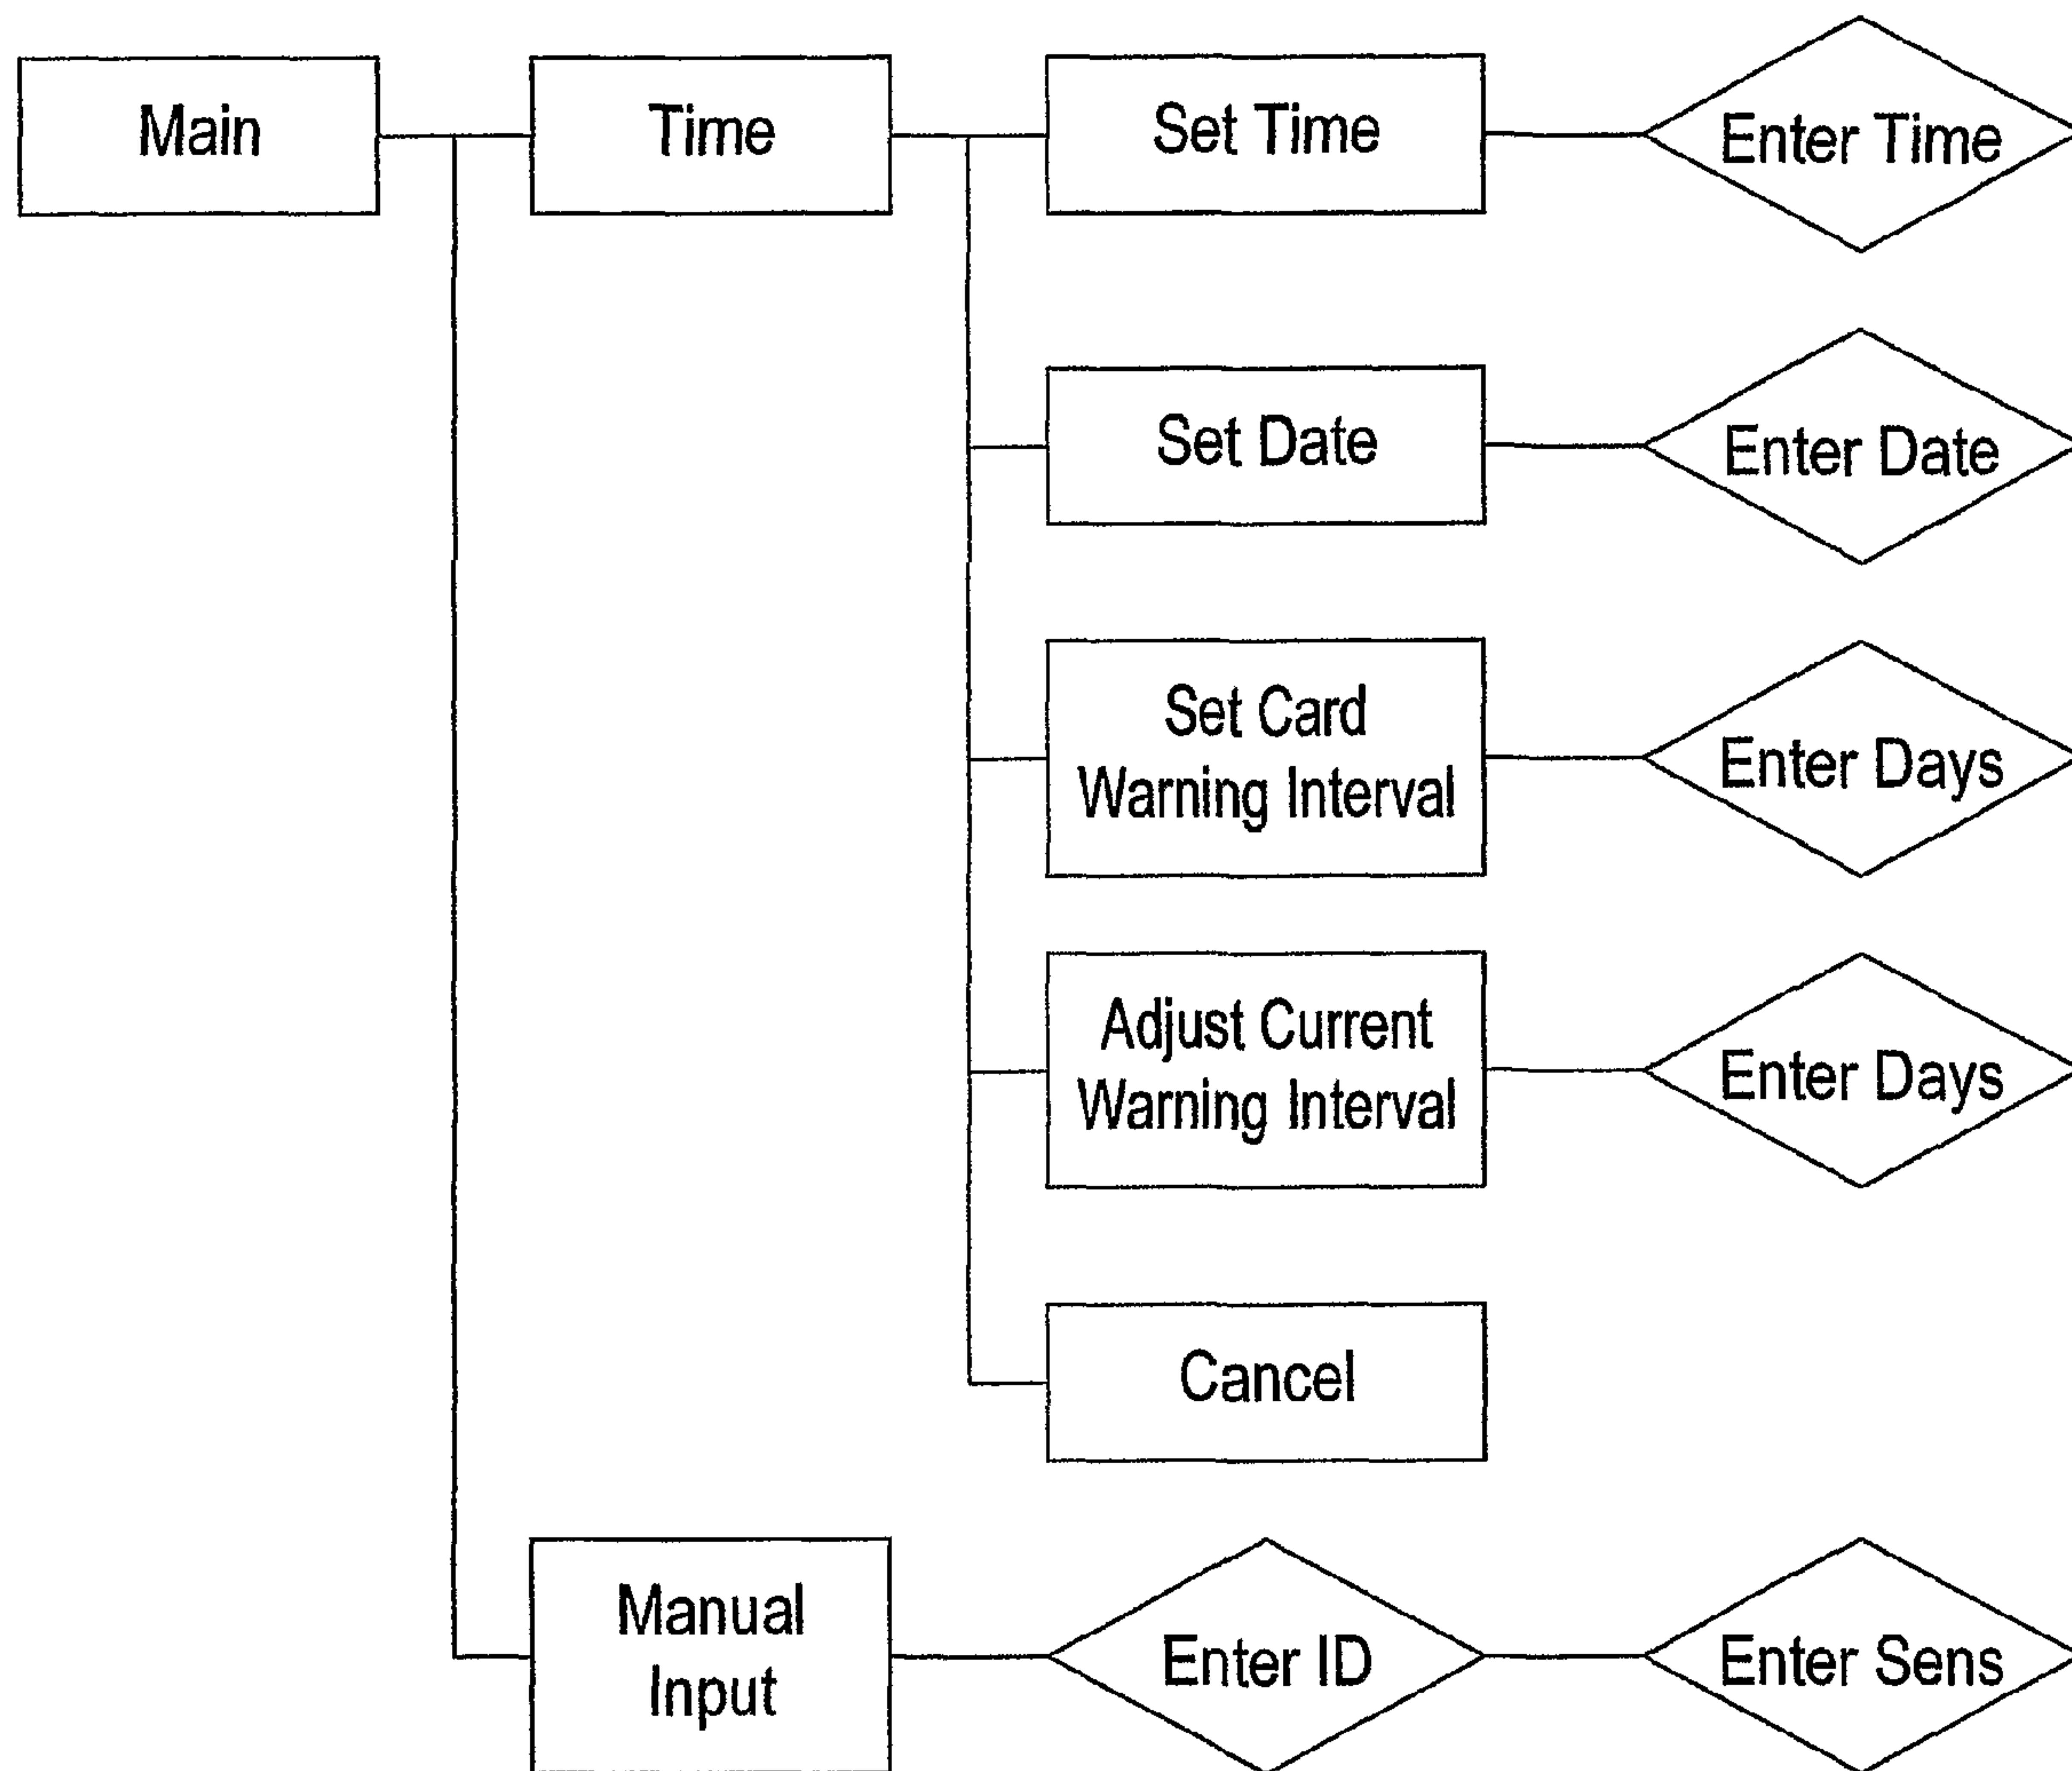 Main
Time
Set Time
Enter Time
Set Date
Enter Date
Set Card
Warning Interval
Enter Days
Adjust Current
Warning Interval
Enter Days
Cancel
Manual
Input
Enter ID
Enter Sens